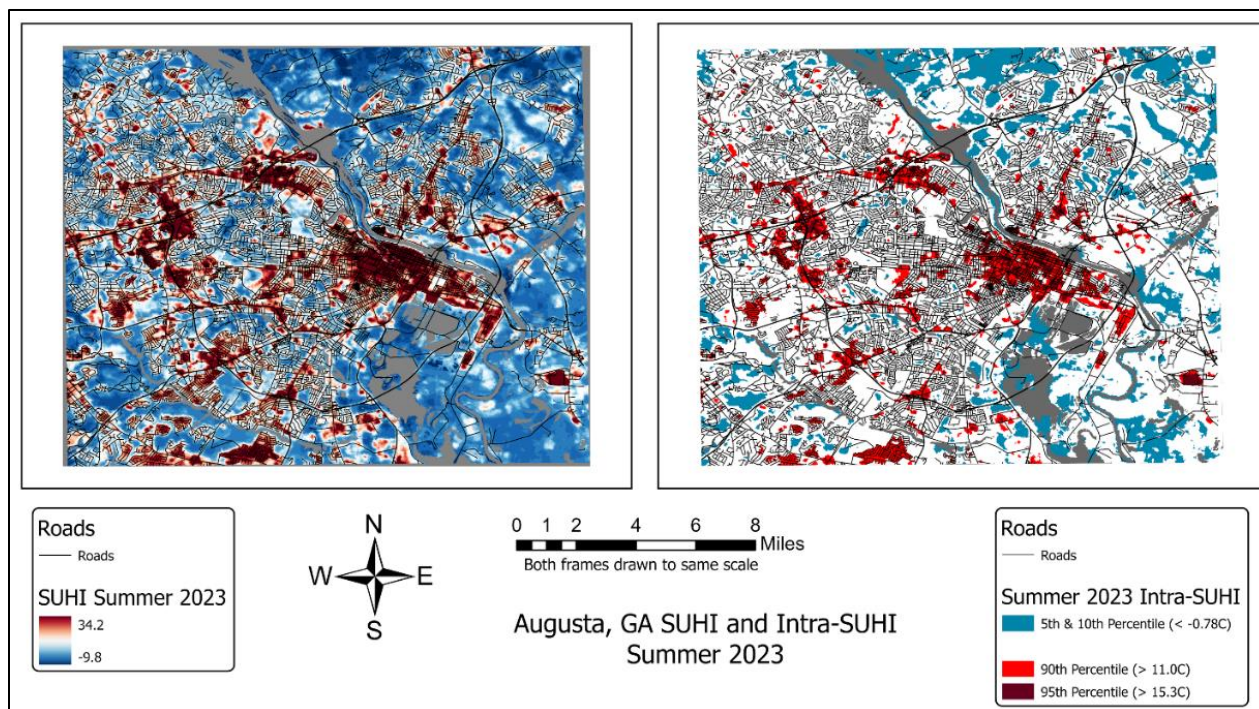 Roads
Roads
SUHI Summer 2023
34.2
-9.8
N
W
E
S
0 1 2 4 6 8
Miles
Both frames drawn to same scale
Augusta, GA SUHI and Intra-SUHI
Summer 2023
Roads
Roads
Summer 2023 Intra-SUHI
5th & 10th Percentile (< -0.78C)
90th Percentile (> 11.0C)
95th Percentile (> 15.3C)